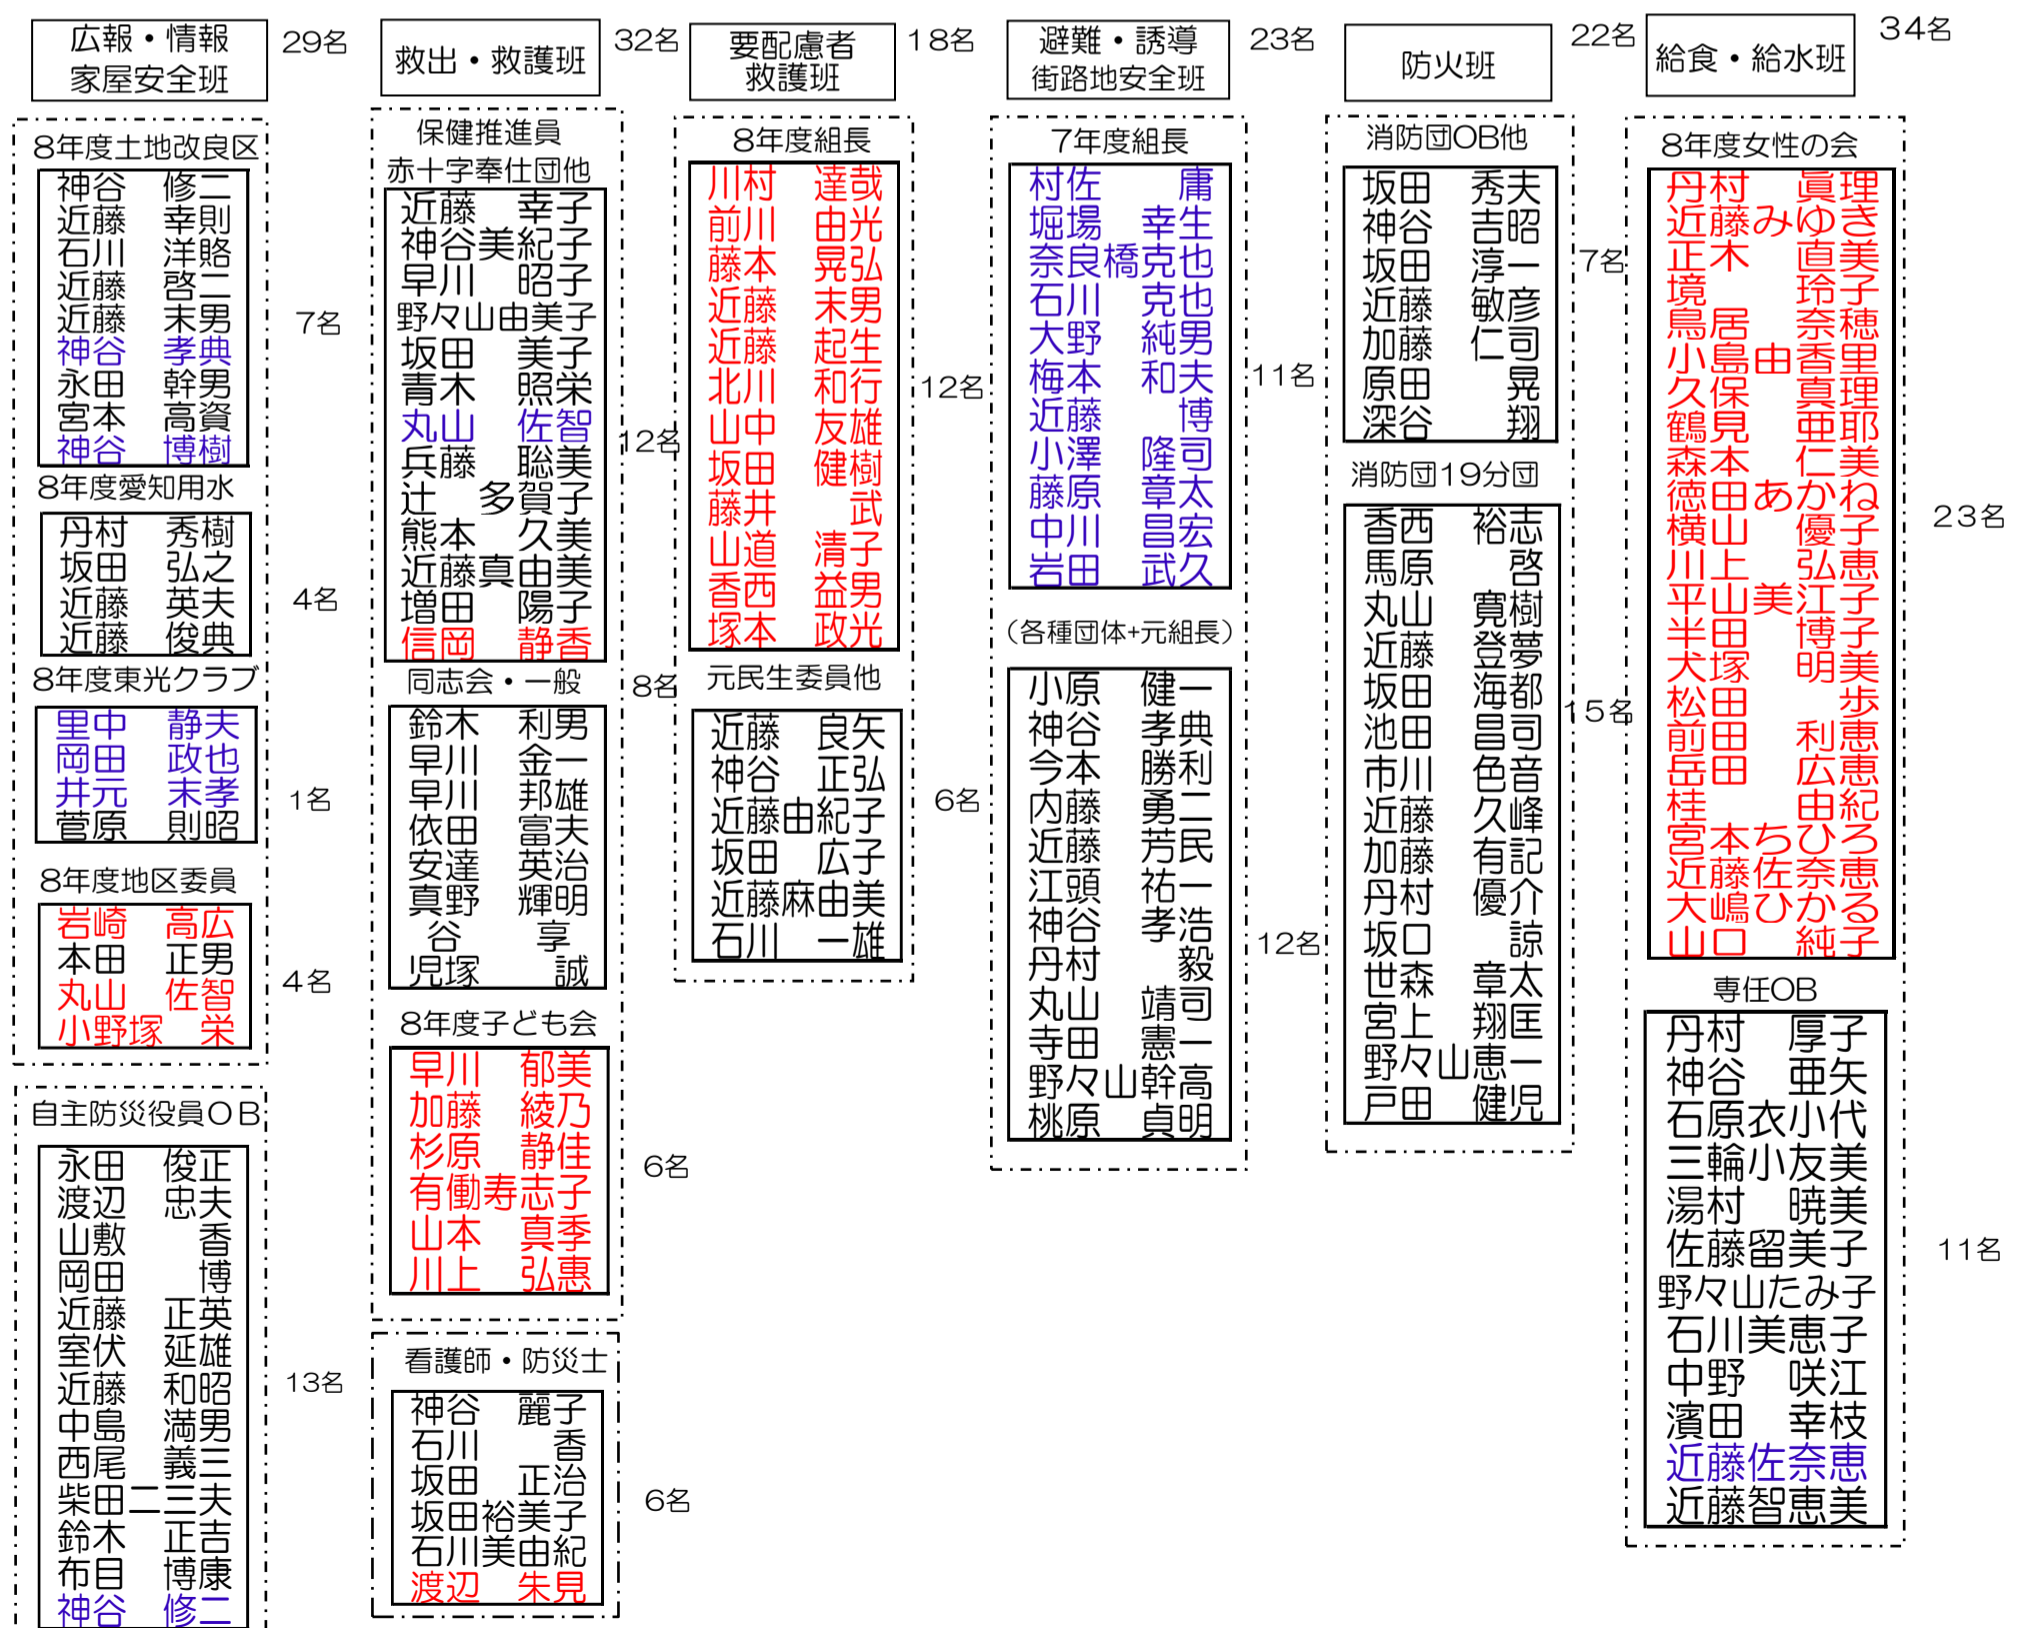 広報・情報
家屋安全班
29名
8年度土地改良区
神谷 修二
近藤 幸則
石川 洋賂
近藤 啓二
近藤 末男
神谷 孝典
永田 幹男
宮本 高資
神谷 博樹
7名
8年度愛知用水
丹村 秀樹
坂田 弘之
近藤 英夫
近藤 俊典
4名
8年度東光クラブ
里中 静夫
岡田 政也
井元 末孝
菅原 則昭
1名
8年度地区委員
岩崎 高広
本田 正男
丸山 佐智
小野塚 栄
4名
自主防災役員OB
永田 俊正
渡辺 忠夫
山敷 香
岡田 博
近藤 正英
室伏 延雄
近藤 和昭
中島 満男
西尾 義三
柴田二三夫
鈴木 正吉
布目 博康
神谷 修二
13名
救出・救護班
32名
保健推進員
赤十字奉仕団他
近藤 幸子
神谷美紀子
早川 昭子
野々山由美子
坂田 美子
青木 照栄
丸山 佐智
兵藤 聡美
辻 多賀子
熊本 久美
近藤真由美
増田 陽子
信岡 静香
12名
同志会・一般
鈴木 利男
早川 金一
早川 邦雄
依田 富夫
安達 英治
真野 輝明
谷 享
児塚 誠
8名
8年度子ども会
早川 郁美
加藤 綾乃
杉原 静佳
有働寿志子
山本 真季
川上 弘惠
6名
看護師・防災士
神谷 麗子
石川 香
坂田 正治
坂田裕美子
石川美由紀
渡辺 朱見
6名
要配慮者
救護班
18名
8年度組長
川村 達哉
前川 由光
藤本 晃弘
近藤 末男
近藤 起生
北川 和行
山中 友雄
坂田 健樹
藤井 武
山道 清子
香西 益男
塚本 政光
12名
元民生委員他
近藤 良矢
神谷 正弘
近藤由紀子
坂田 広子
近藤麻由美
石川 一雄
6名
避難・誘導
街路地安全班
23名
7年度組長
村佐 庸
堀場 幸生
奈良橋克也
石川 克也
大野 純男
梅本 和夫
近藤 博
小澤 隆司
藤原 章太
中川 昌宏
岩田 武久
11名
（各種団体+元組長）
小原 健一
神谷 孝典
今本 勝利
内藤 勇二
近藤 芳民
江頭 祐一
神谷 孝浩
丹村 毅
丸山 靖司
寺田 憲一
野々山幹高
桃原 貞明
12名
防火班
22名
消防団OB他
坂田 秀夫
神谷 吉昭
坂田 淳一
近藤 敏彦
加藤 仁司
原田 晃
深谷 翔
7名
消防団19分団
香西 裕志
馬原 啓
丸山 寛樹
近藤 登夢
坂田 海都
池田 昌司
市川 色音
近藤 久峰
加藤 有記
丹村 優介
坂口 諒
世森 章太
宮上 翔匡
野々山恵一
戸田 健児
15名
給食・給水班
34名
8年度女性の会
丹村 眞理
近藤みゆき
正木 直美
境 玲子
鳥居 奈穂
小島由香里
久保 真理
鶴見 亜耶
森本 仁美
徳田あかね
横山 優子
川上 弘恵
平山美江子
半田 博子
犬塚 明美
松田 歩
前田 利恵
岳田 広恵
桂 由紀
宮本ちひろ
近藤佐奈恵
大嶋ひかる
山口 純子
23名
専任OB
丹村 厚子
神谷 亜矢
石原衣小代
三輪小友美
湯村 暁美
佐藤留美子
野々山たみ子
石川美恵子
中野 咲江
濱田 幸枝
近藤佐奈恵
近藤智恵美
11名